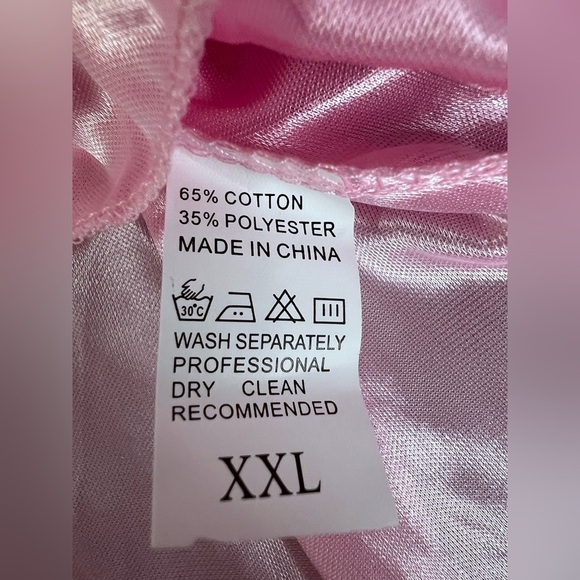 65% COTTON
35% POLYESTER
MADE IN CHINA
30°C
WASH SEPARATELY
PROFESSIONAL
DRY CLEAN
RECOMMENDED
XXL